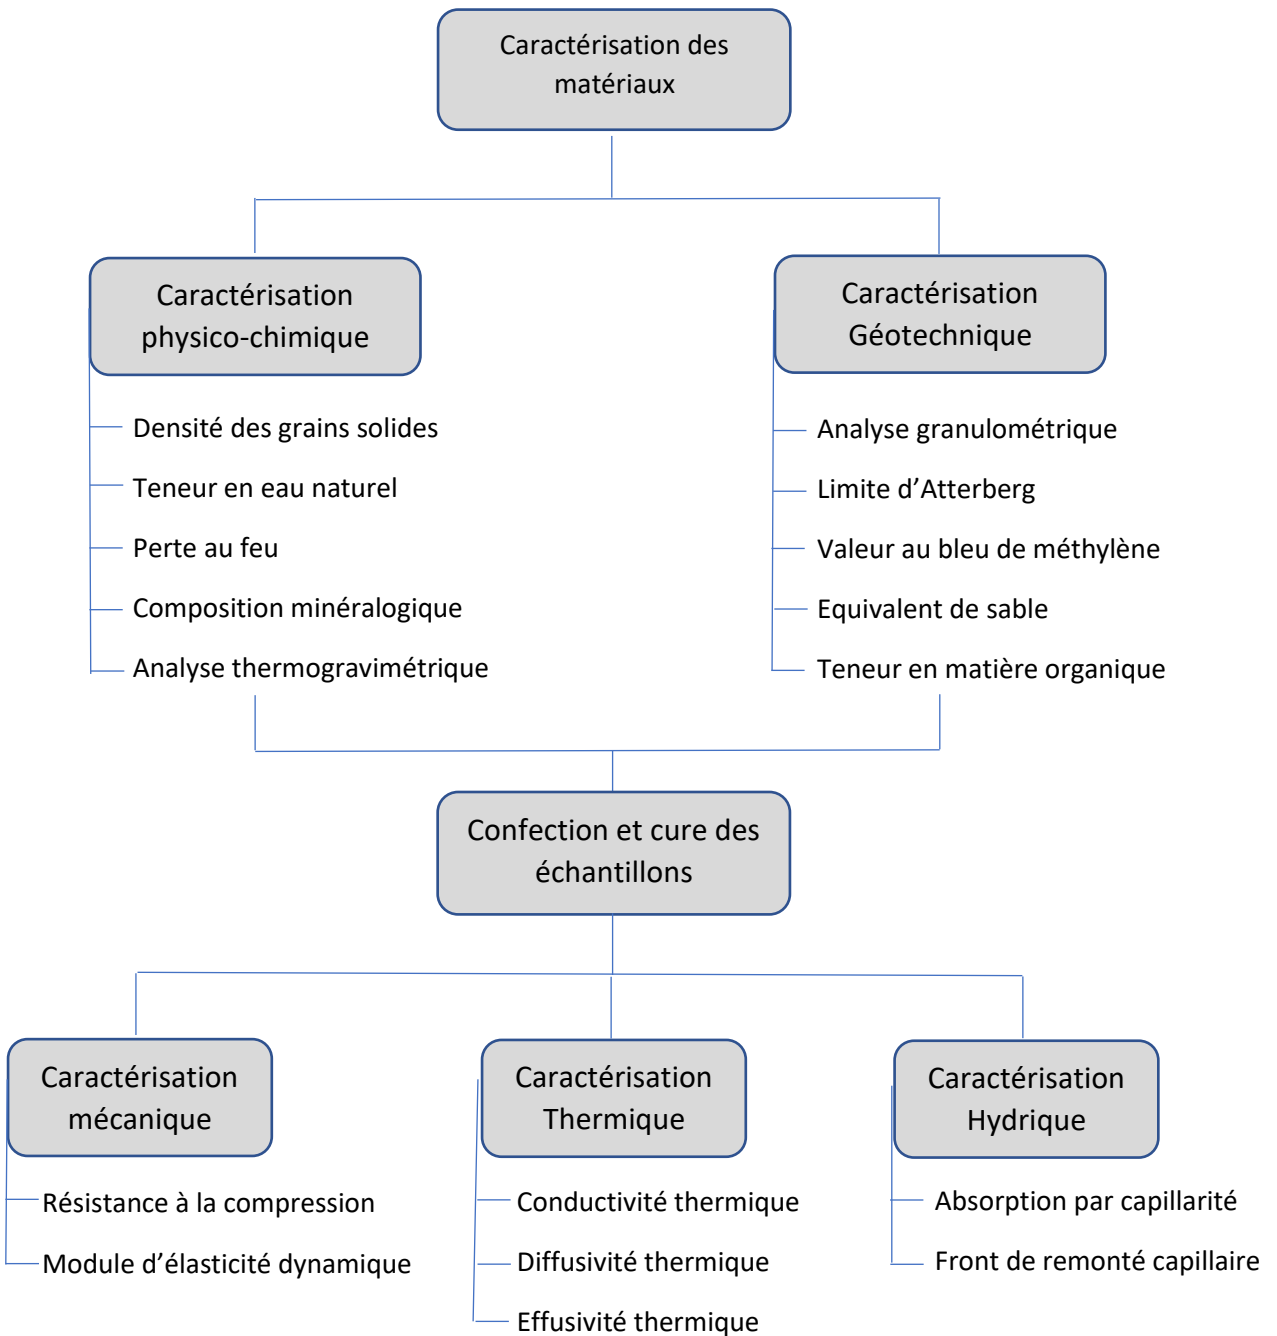 Caractérisation des
matériaux
Caractérisation
physico-chimique
Densité des grains solides
Teneur en eau naturel
Perte au feu
Composition minéralogique
Analyse thermogravimétrique
Caractérisation
Géotechnique
Analyse granulométrique
Limite d’Atterberg
Valeur au bleu de méthylène
Equivalent de sable
Teneur en matière organique
Confection et cure des
échantillons
Caractérisation
mécanique
Résistance à la compression
Module d’élasticité dynamique
Caractérisation
Thermique
Conductivité thermique
Diffusivité thermique
Effusivité thermique
Caractérisation
Hydrique
Absorption par capillarité
Front de remonté capillaire